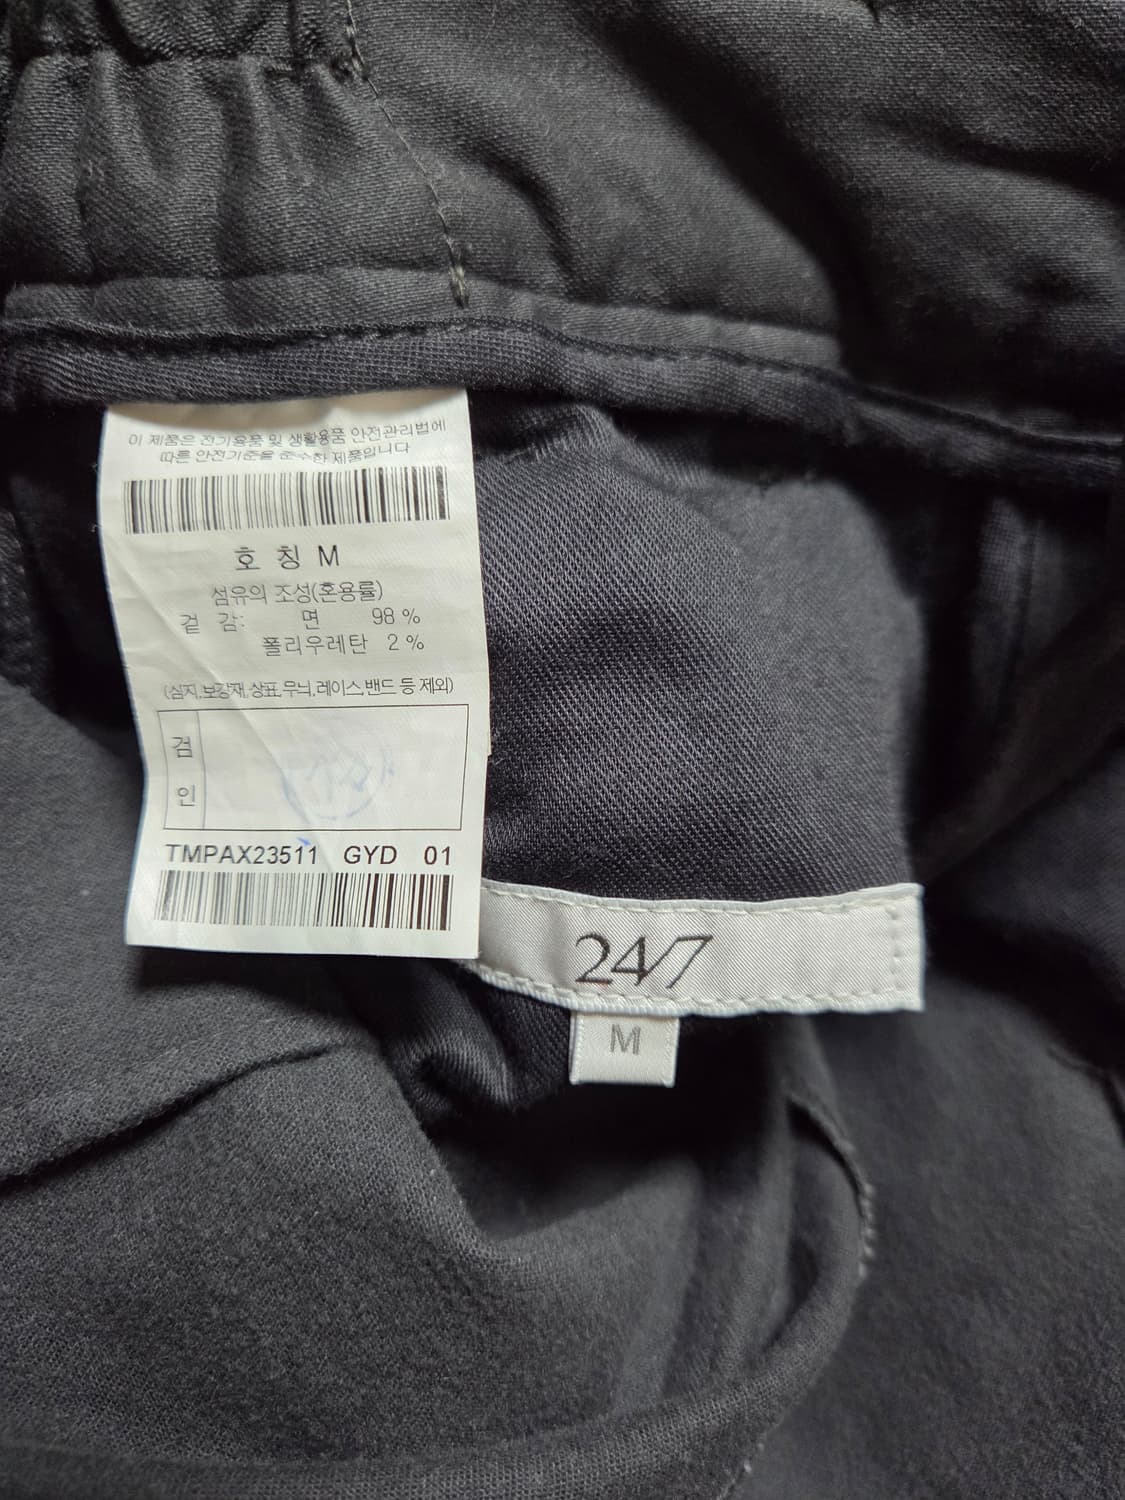 이 제품은 전기용품 및 생활용품 안전관리법에
따른 안전기준을 준수한 제품입니다
호 칭 M
섬유의 조성(혼용률)
겉 감: 면 98 %
폴리우레탄 2 %
(심지,보강재,상표,무늬,레이스,밴드 등 제외)
검
인
TMPAX23511 GYD 01
24/7
M